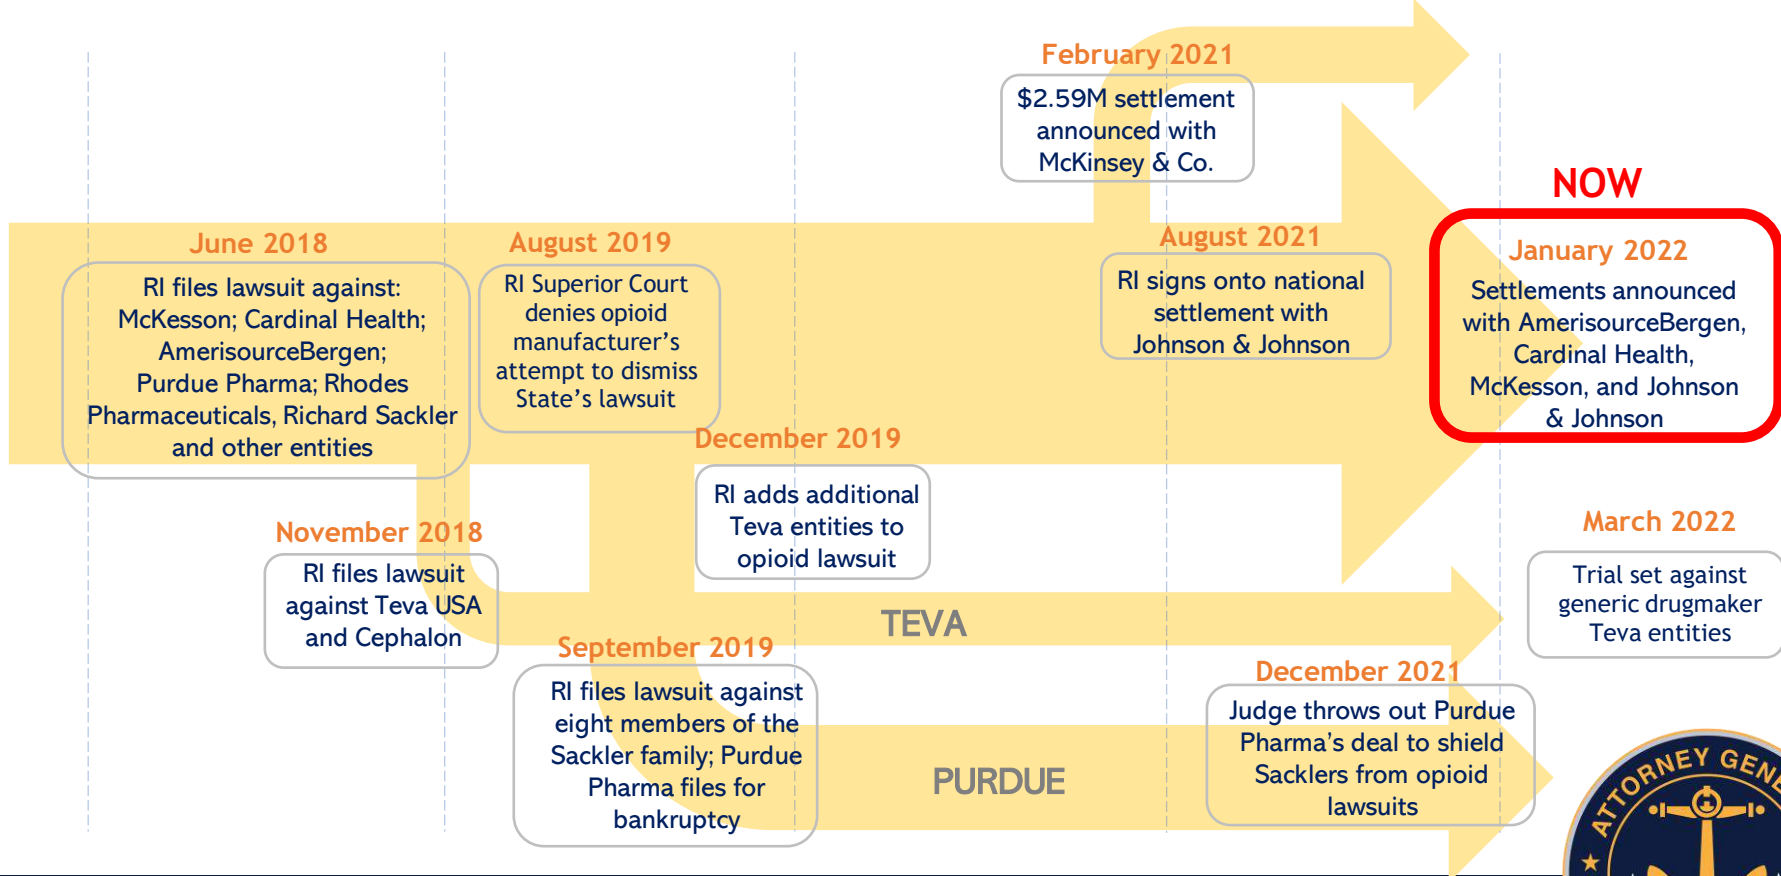 February 2021
$2.59M settlement
announced with
McKinsey & Co.
NOW
June 2018
RI files lawsuit against:
McKesson; Cardinal Health;
AmerisourceBergen;
Purdue Pharma; Rhodes
Pharmaceuticals, Richard Sackler
and other entities
August 2019
RI Superior Court
denies opioid
manufacturer’s
attempt to dismiss
State’s lawsuit
August 2021
RI signs onto national
settlement with
Johnson & Johnson
January 2022
Settlements announced
with AmerisourceBergen,
Cardinal Health,
McKesson, and Johnson
& Johnson
December 2019
RI adds additional
Teva entities to
opioid lawsuit
November 2018
RI files lawsuit
against Teva USA
and Cephalon
March 2022
Trial set against
generic drugmaker
Teva entities
TEVA
September 2019
RI files lawsuit against
eight members of the
Sackler family; Purdue
Pharma files for
bankruptcy
PURDUE
December 2021
Judge throws out Purdue
Pharma’s deal to shield
Sacklers from opioid
lawsuits
ATTORNEY GENE